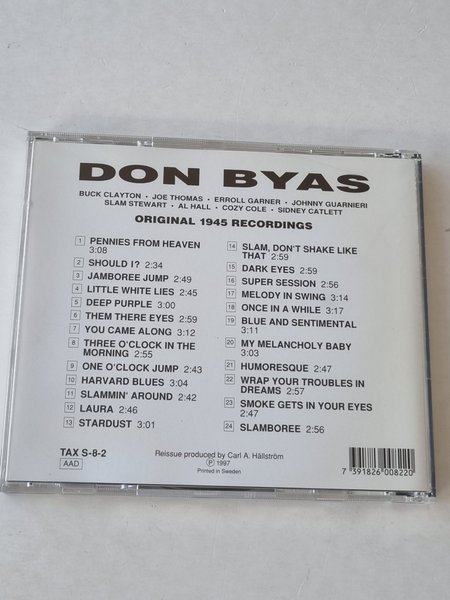 DON BYAS
BUCK CLAYTON · JOE THOMAS · ERROLL GARNER · JOHNNY GUARNIERI
SLAM STEWART · AL HALL · COZY COLE · SIDNEY CATLETT
ORIGINAL 1945 RECORDINGS
1 PENNIES FROM HEAVEN
3:08
2 SHOULD I? 2:34
3 JAMBOREE JUMP 2:49
4 LITTLE WHITE LIES 2:45
5 DEEP PURPLE 3:00
6 THEM THERE EYES 2:59
7 YOU CAME ALONG 3:12
8 THREE O'CLOCK IN THE
MORNING 2:55
9 ONE O'CLOCK JUMP 2:43
10 HARVARD BLUES 3:04
11 SLAMMIN' AROUND 2:42
12 LAURA 2:46
13 STARDUST 3:01
14 SLAM, DON'T SHAKE LIKE
THAT 2:59
15 DARK EYES 2:59
16 SUPER SESSION 2:56
17 MELODY IN SWING 3:14
18 ONCE IN A WHILE 3:17
19 BLUE AND SENTIMENTAL
3:11
20 MY MELANCHOLY BABY
3:03
21 HUMORESQUE 2:47
22 WRAP YOUR TROUBLES IN
DREAMS 2:57
23 SMOKE GETS IN YOUR EYES
2:47
24 SLAMBOREE 2:56
TAX S-8-2
AAD
Reissue produced by Carl A. Hällström
Ⓟ 1997
Printed in Sweden
7 391826 008220